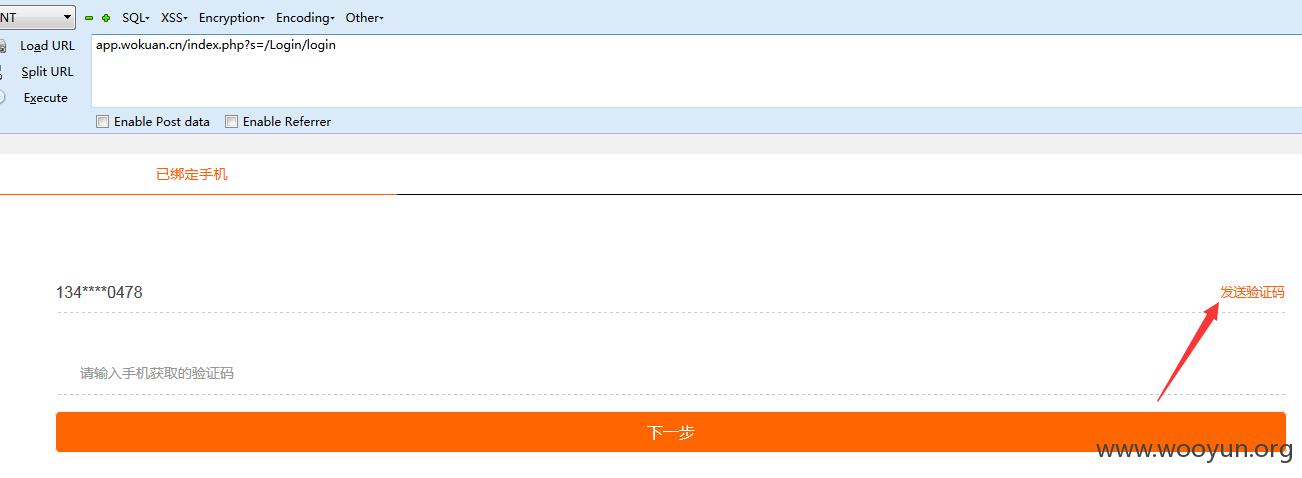 NT SQL XSS Encryption Encoding Other
Load URL
app.wokuan.cn/index.php?s=/Login/login
Split URL
Execute
Enable Post data Enable Referrer
已绑定手机
134****0478 发送验证码
请输入手机获取的验证码
下一步
www.wooyun.org